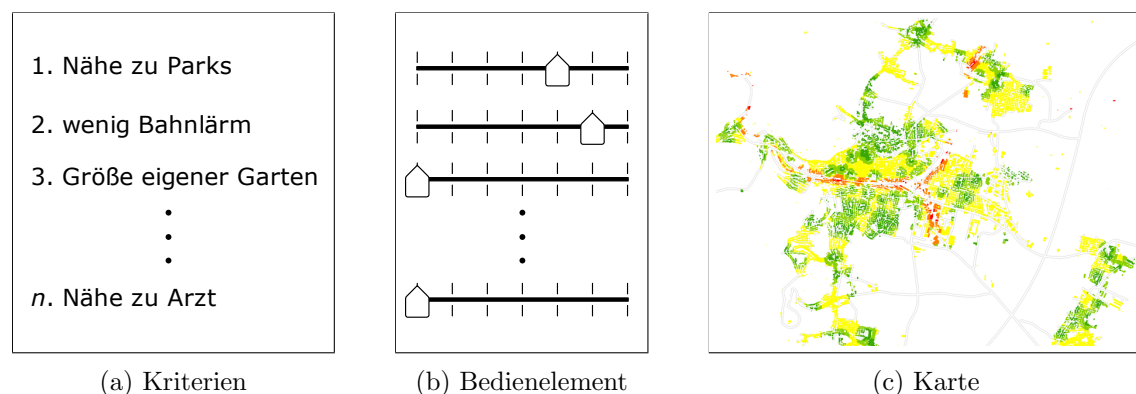 1. Nähe zu Parks
2. wenig Bahnlärm
3. Größe eigener Garten
n. Nähe zu Arzt
(a) Kriterien
(b) Bedienelement
(c) Karte